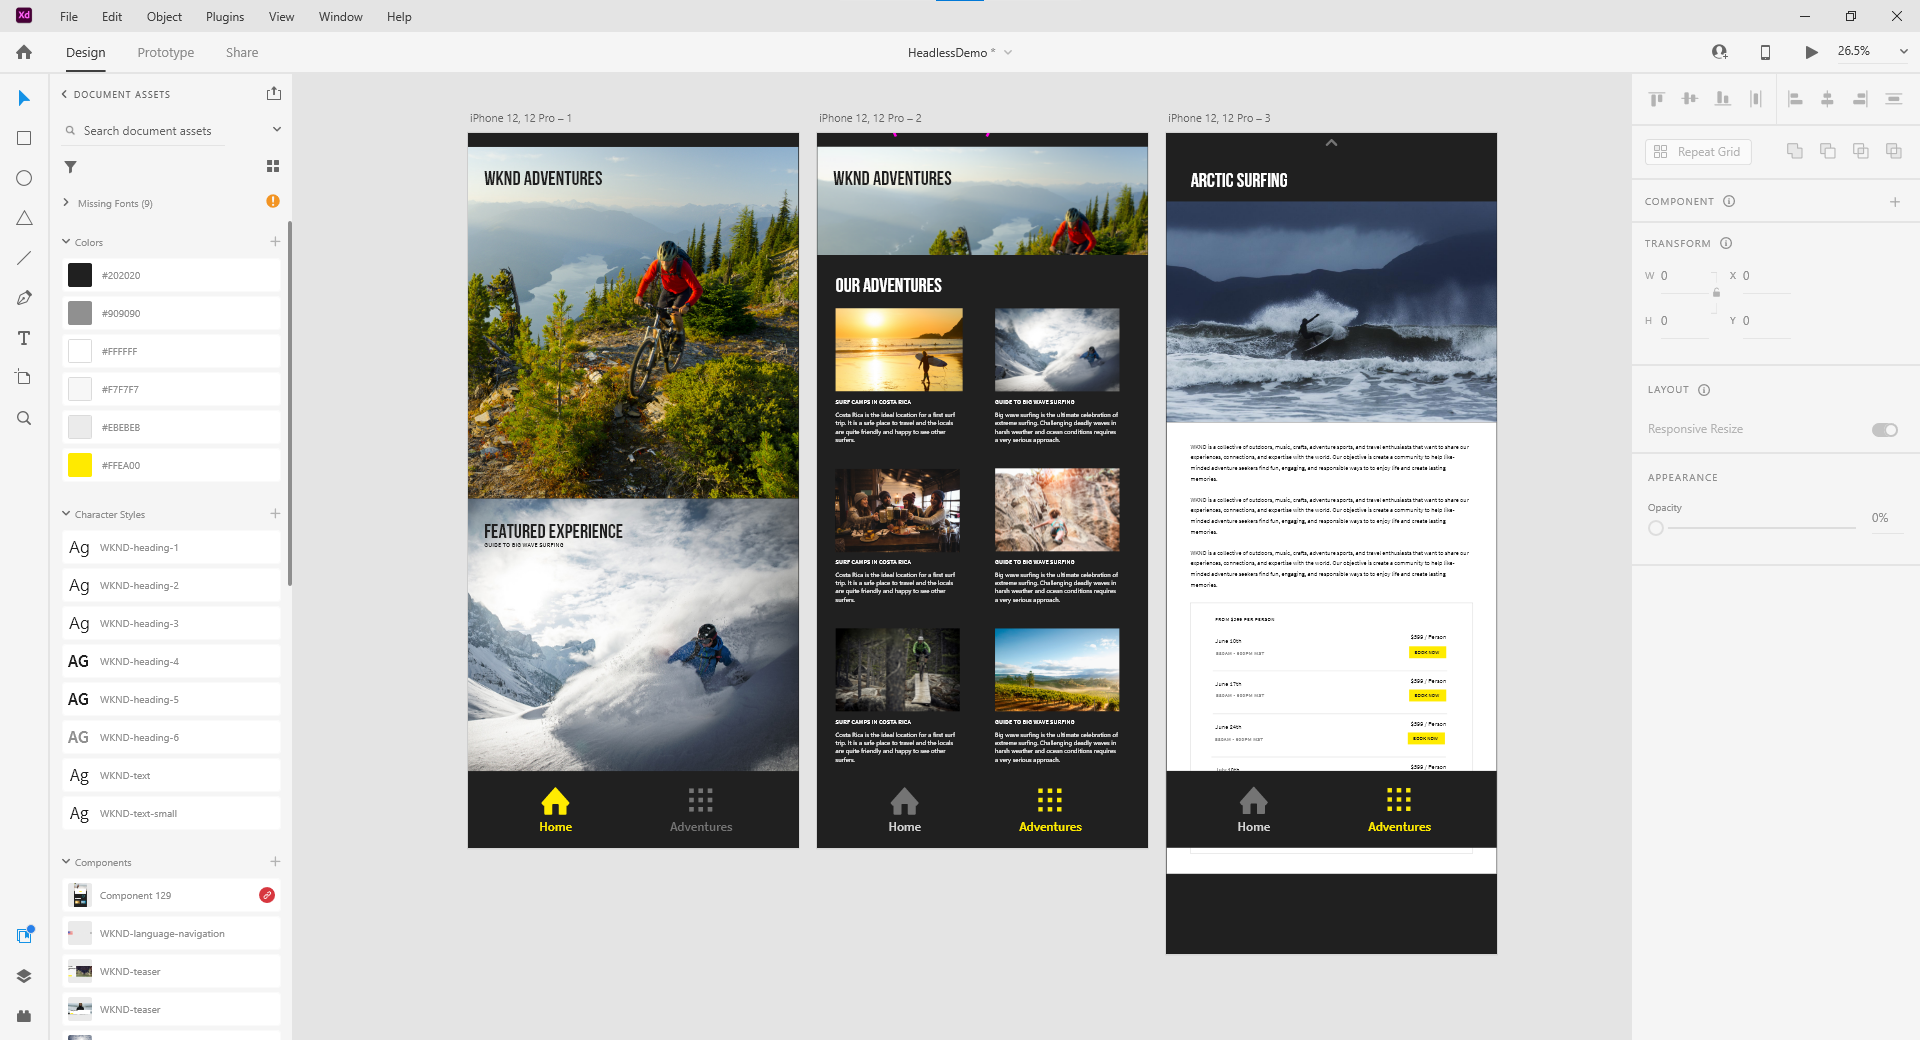 Xd
File Edit Object Plugins View Window Help
Design Prototype Share
HeadlessDemo *
26.5%
DOCUMENT ASSETS
Search document assets
Missing Fonts (9)
Colors
#202020
#909090
#FFFFFF
#F7F7F7
#EBEBEB
#FFEA00
Character Styles
Ag WKND-heading-1
Ag WKND-heading-2
Ag WKND-heading-3
AG WKND-heading-4
AG WKND-heading-5
AG WKND-heading-6
Ag WKND-text
Ag WKND-text-small
Components
Component 129
WKND-language-navigation
WKND-teaser
WKND-teaser
iPhone 12, 12 Pro – 1
WKND ADVENTURES
FEATURED EXPERIENCE
GUIDE TO BIG WAVE SURFING
Home Adventures
iPhone 12, 12 Pro – 2
WKND ADVENTURES
OUR ADVENTURES
SURF CAMPS IN COSTA RICA
Costa Rica is the ideal location for a first surf
trip. It is a safe place to travel and the locals
are quite friendly and happy to see other
surfers.
GUIDE TO BIG WAVE SURFING
Big wave surfing is the ultimate celebration of
extreme surfing. Challenging deadly waves in
harsh weather and ocean conditions requires
a very serious approach.
SURF CAMPS IN COSTA RICA
Costa Rica is the ideal location for a first surf
trip. It is a safe place to travel and the locals
are quite friendly and happy to see other
surfers.
GUIDE TO BIG WAVE SURFING
Big wave surfing is the ultimate celebration of
extreme surfing. Challenging deadly waves in
harsh weather and ocean conditions requires
a very serious approach.
SURF CAMPS IN COSTA RICA
Costa Rica is the ideal location for a first surf
trip. It is a safe place to travel and the locals
are quite friendly and happy to see other
surfers.
GUIDE TO BIG WAVE SURFING
Big wave surfing is the ultimate celebration of
extreme surfing. Challenging deadly waves in
harsh weather and ocean conditions requires
a very serious approach.
Home Adventures
iPhone 12, 12 Pro – 3
ARCTIC SURFING
WKND is a collective of outdoors, music, crafts, adventure sports, and travel enthusiasts that want to share our
experiences, connections, and expertise with the world. Our objective is create a community to help like-
minded adventure seekers find fun, engaging, and responsible ways to to enjoy life and create lasting
memories.
WKND is a collective of outdoors, music, crafts, adventure sports, and travel enthusiasts that want to share our
experiences, connections, and expertise with the world. Our objective is create a community to help like-
minded adventure seekers find fun, engaging, and responsible ways to to enjoy life and create lasting
memories.
WKND is a collective of outdoors, music, crafts, adventure sports, and travel enthusiasts that want to share our
experiences, connections, and expertise with the world. Our objective is create a community to help like-
minded adventure seekers find fun, engaging, and responsible ways to to enjoy life and create lasting
memories.
FROM $299 PER PERSON
June 10th $399 / Person
BOOK NOW
June 17th $399 / Person
BOOK NOW
June 24th $399 / Person
BOOK NOW
$399 / Person
Home Adventures
Repeat Grid
COMPONENT
TRANSFORM
W 0 X 0
H 0 Y 0
LAYOUT
Responsive Resize
APPEARANCE
Opacity
0%